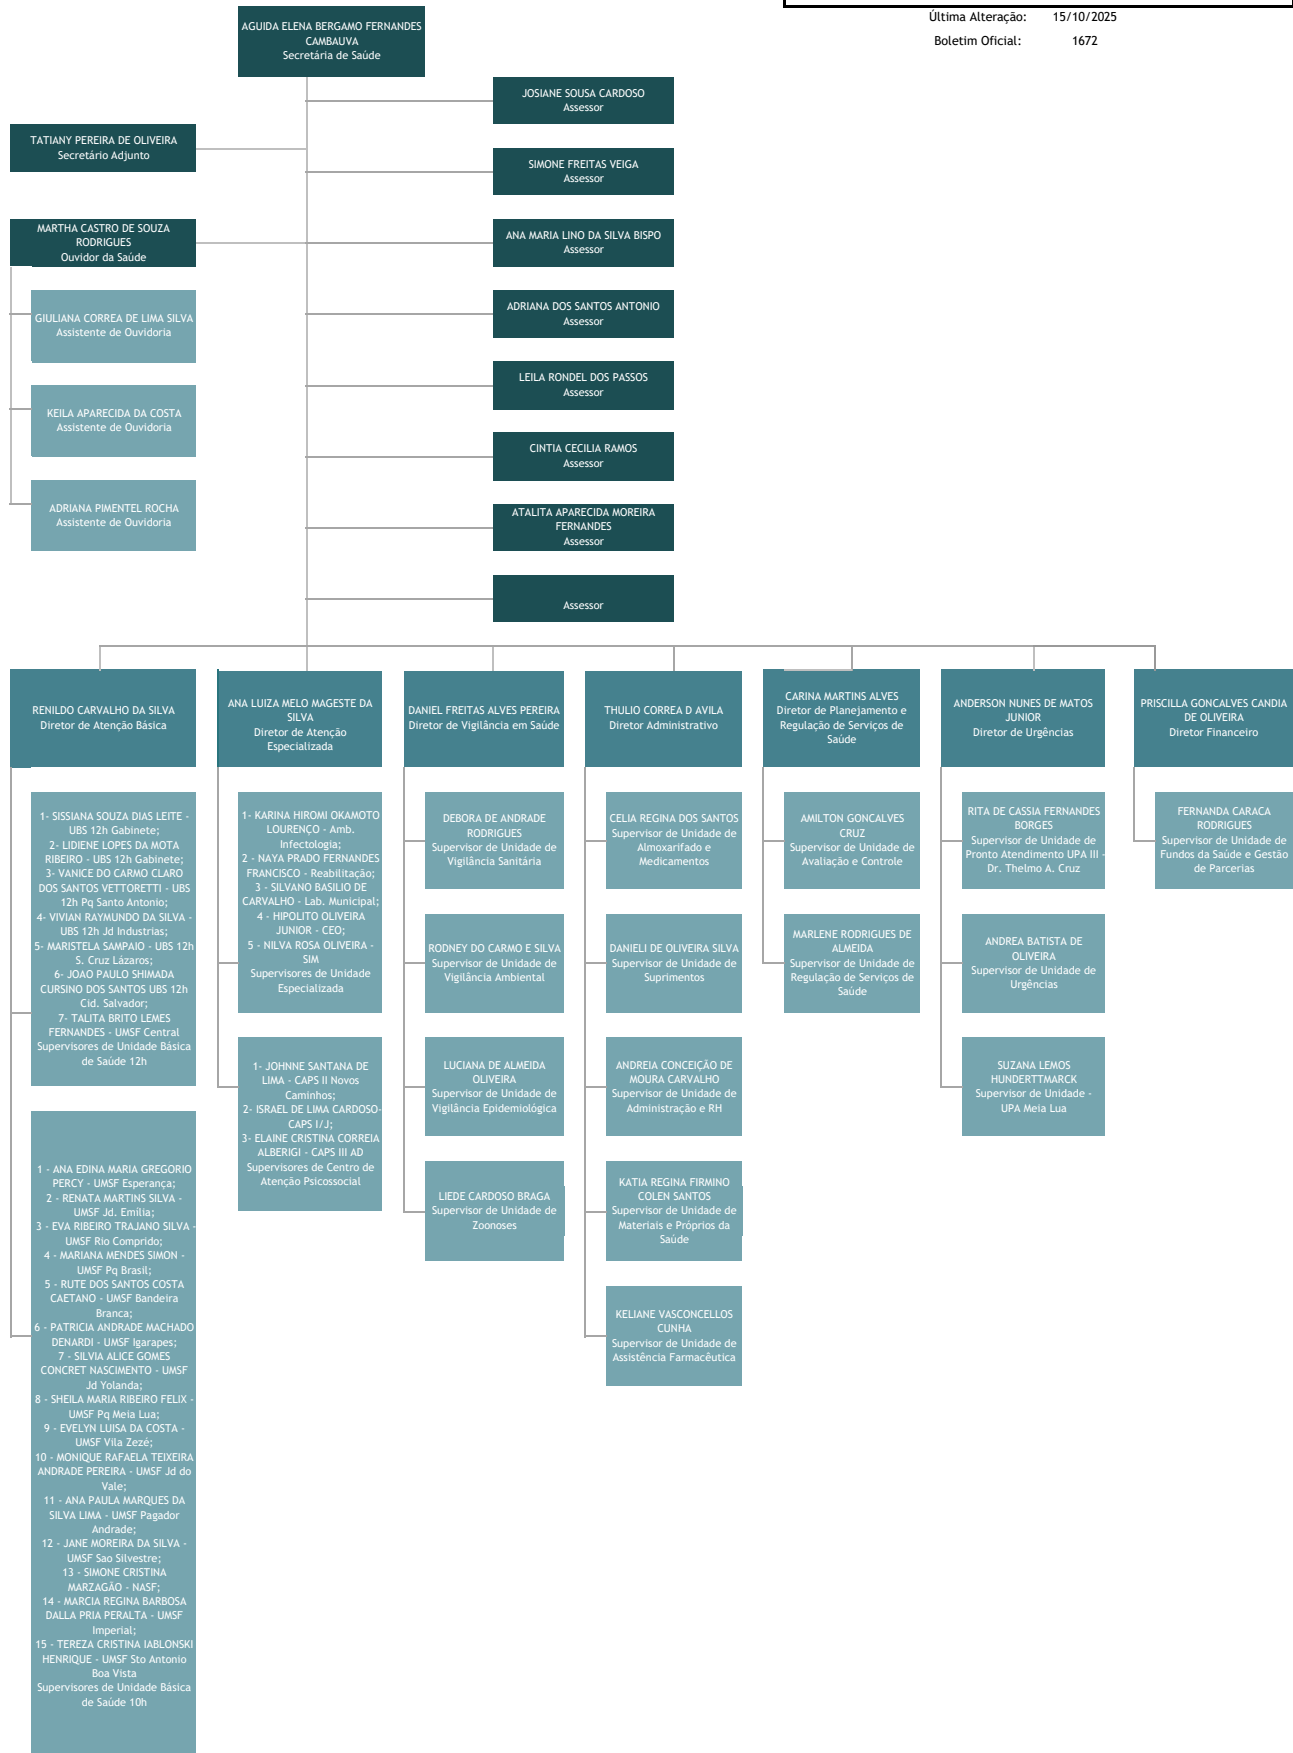 Última Alteração: 15/10/2025
Boletim Oficial: 1672
AGUIDA ELENA BERGAMO FERNANDES
CAMBAUVA
Secretária de Saúde
JOSIANE SOUSA CARDOSO
Assessor
TATIANY PEREIRA DE OLIVEIRA
Secretário Adjunto
SIMONE FREITAS VEIGA
Assessor
MARTHA CASTRO DE SOUZA
RODRIGUES
Ouvidor da Saúde
ANA MARIA LINO DA SILVA BISPO
Assessor
GIULIANA CORREA DE LIMA SILVA
Assistente de Ouvidoria
ADRIANA DOS SANTOS ANTONIO
Assessor
LEILA RONDEL DOS PASSOS
Assessor
KEILA APARECIDA DA COSTA
Assistente de Ouvidoria
CINTIA CECILIA RAMOS
Assessor
ADRIANA PIMENTEL ROCHA
Assistente de Ouvidoria
ATALITA APARECIDA MOREIRA
FERNANDES
Assessor
Assessor
RENILDO CARVALHO DA SILVA
Diretor de Atenção Básica
ANA LUIZA MELO MAGESTE DA
SILVA
Diretor de Atenção
Especializada
DANIEL FREITAS ALVES PEREIRA
Diretor de Vigilância em Saúde
THULIO CORREA D AVILA
Diretor Administrativo
CARINA MARTINS ALVES
Diretor de Planejamento e
Regulação de Serviços de
Saúde
ANDERSON NUNES DE MATOS
JUNIOR
Diretor de Urgências
PRISCILLA GONCALVES CANDIA
DE OLIVEIRA
Diretor Financeiro
1- SISSIANA SOUZA DIAS LEITE -
UBS 12h Gabinete;
2- LIDIENE LOPES DA MOTA
RIBEIRO - UBS 12h Gabinete;
3- VANICE DO CARMO CLARO
DOS SANTOS VETTORETTI - UBS
12h Pq Santo Antonio;
4- VIVIAN RAYMUNDO DA SILVA -
UBS 12h Jd Industrias;
5- MARISTELA SAMPAIO - UBS 12h
S. Cruz Lázaros;
6- JOAO PAULO SHIMADA
CURSINO DOS SANTOS UBS 12h
Cid. Salvador;
7- TALITA BRITO LEMES
FERNANDES - UMSF Central
Supervisores de Unidade Básica
de Saúde 12h
1 - ANA EDINA MARIA GREGORIO
PERCY - UMSF Esperança;
2 - RENATA MARTINS SILVA -
UMSF Jd. Emília;
3 - EVA RIBEIRO TRAJANO SILVA -
UMSF Rio Comprido;
4 - MARIANA MENDES SIMON -
UMSF Pq Brasil;
5 - RUTE DOS SANTOS COSTA
CAETANO - UMSF Bandeira
Branca;
6 - PATRICIA ANDRADE MACHADO
DENARDI - UMSF Igarapes;
7 - SILVIA ALICE GOMES
CONCRET NASCIMENTO - UMSF
Jd Yolanda;
8 - SHEILA MARIA RIBEIRO FELIX -
UMSF Pq Meia Lua;
9 - EVELYN LUISA DA COSTA -
UMSF Vila Zezé;
10 - MONIQUE RAFAELA TEIXEIRA
ANDRADE PEREIRA - UMSF Jd do
Vale;
11 - ANA PAULA MARQUES DA
SILVA LIMA - UMSF Pagador
Andrade;
12 - JANE MOREIRA DA SILVA -
UMSF Sao Silvestre;
13 - SIMONE CRISTINA
MARZAGÃO - NASF;
14 - MARCIA REGINA BARBOSA
DALLA PRIA PERALTA - UMSF
Imperial;
15 - TEREZA CRISTINA IABLONSKI
HENRIQUE - UMSF Sto Antonio
Boa Vista
Supervisores de Unidade Básica
de Saúde 10h
1- KARINA HIROMI OKAMOTO
LOURENÇO - Amb.
Infectologia;
2 - NAYA PRADO FERNANDES
FRANCISCO - Reabilitação;
3 - SILVANO BASILIO DE
CARVALHO - Lab. Municipal;
4 - HIPOLITO OLIVEIRA
JUNIOR - CEO;
5 - NILVA ROSA OLIVEIRA -
SIM
Supervisores de Unidade
Especializada
1- JOHNNE SANTANA DE
LIMA - CAPS II Novos
Caminhos;
2- ISRAEL DE LIMA CARDOSO-
CAPS I/J;
3- ELAINE CRISTINA CORREIA
ALBERIGI - CAPS III AD
Supervisores de Centro de
Atenção Psicossocial
DEBORA DE ANDRADE
RODRIGUES
Supervisor de Unidade de
Vigilância Sanitária
RODNEY DO CARMO E SILVA
Supervisor de Unidade de
Vigilância Ambiental
LUCIANA DE ALMEIDA
OLIVEIRA
Supervisor de Unidade de
Vigilância Epidemiológica
LIEDE CARDOSO BRAGA
Supervisor de Unidade de
Zoonoses
CELIA REGINA DOS SANTOS
Supervisor de Unidade de
Almoxarifado e
Medicamentos
DANIELI DE OLIVEIRA SILVA
Supervisor de Unidade de
Suprimentos
ANDREIA CONCEIÇÃO DE
MOURA CARVALHO
Supervisor de Unidade de
Administração e RH
KATIA REGINA FIRMINO
COLEN SANTOS
Supervisor de Unidade de
Materiais e Próprios da
Saúde
KELIANE VASCONCELLOS
CUNHA
Supervisor de Unidade de
Assistência Farmacêutica
AMILTON GONCALVES
CRUZ
Supervisor de Unidade de
Avaliação e Controle
MARLENE RODRIGUES DE
ALMEIDA
Supervisor de Unidade de
Regulação de Serviços de
Saúde
RITA DE CASSIA FERNANDES
BORGES
Supervisor de Unidade de
Pronto Atendimento UPA III -
Dr. Thelmo A. Cruz
ANDREA BATISTA DE
OLIVEIRA
Supervisor de Unidade de
Urgências
SUZANA LEMOS
HUNDERTTMARCK
Supervisor de Unidade -
UPA Meia Lua
FERNANDA CARACA
RODRIGUES
Supervisor de Unidade de
Fundos da Saúde e Gestão
de Parcerias